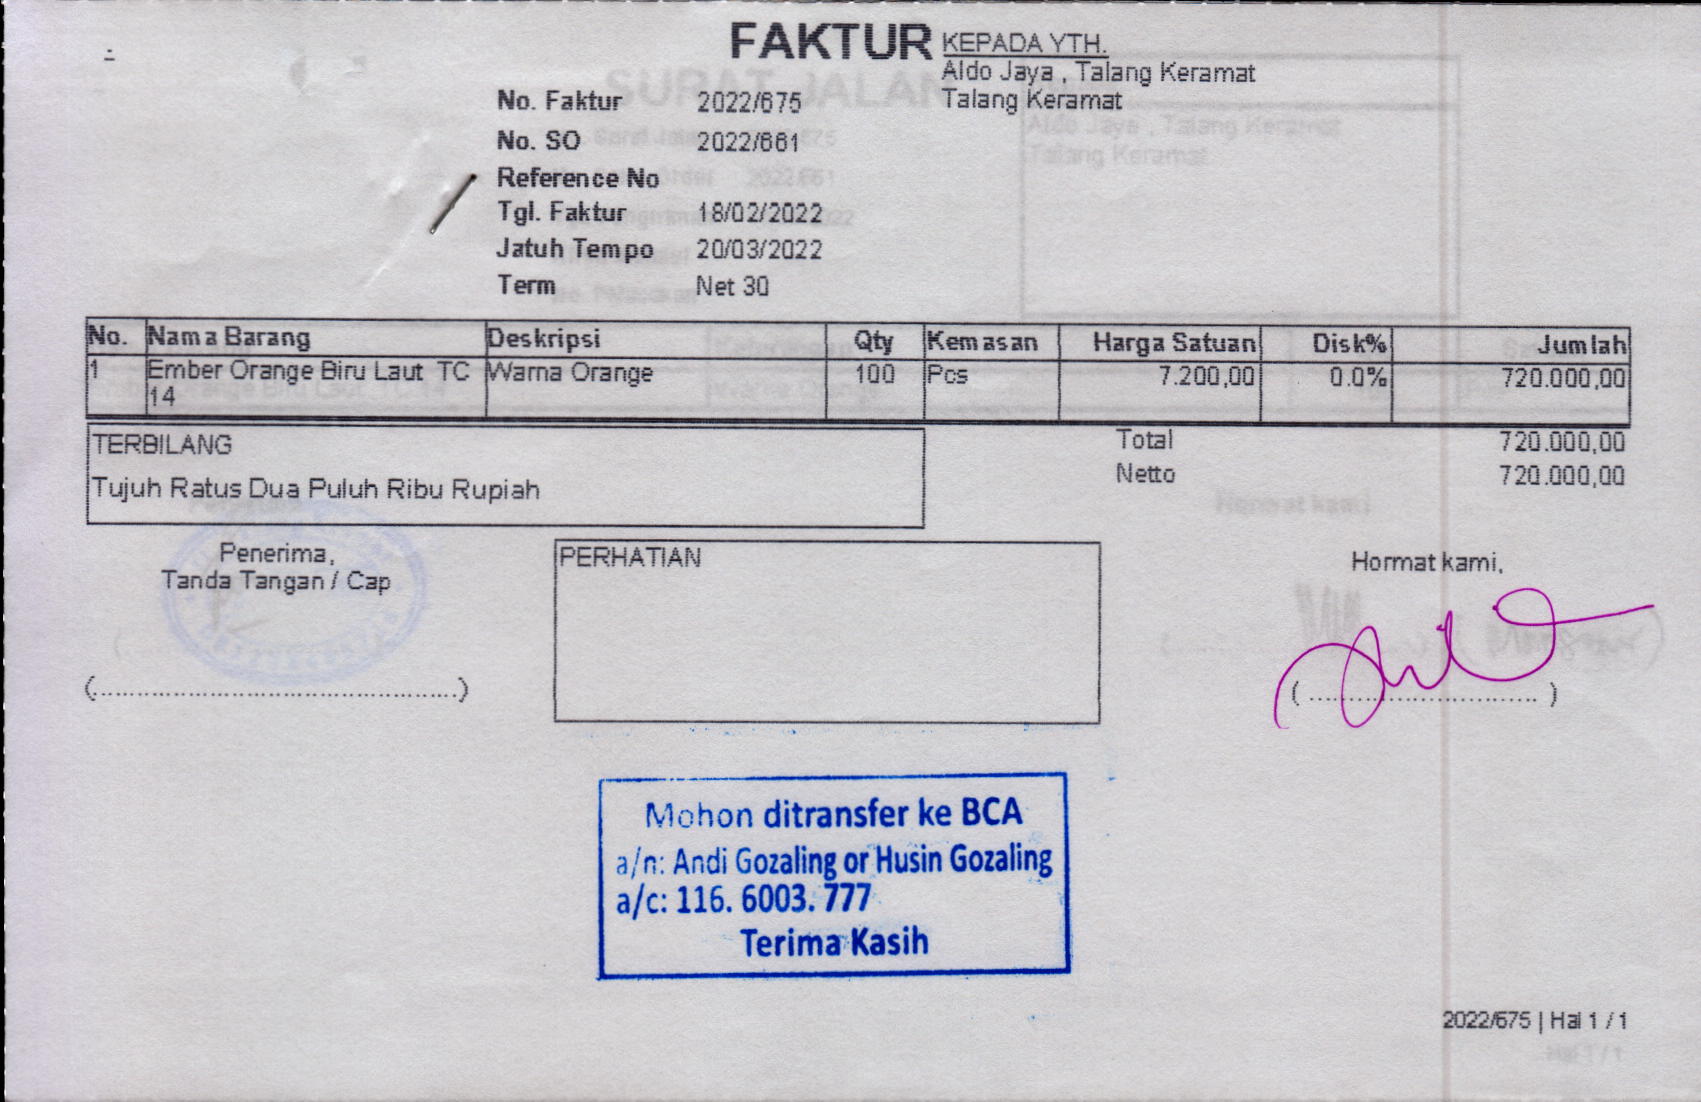 FAKTUR
KEPADA YTH.
Aldo Jaya , Talang Keramat
Talang Keramat
No. Faktur 2022/675
No. SO 2022/661
Reference No
Tgl. Faktur 18/02/2022
Jatuh Tempo 20/03/2022
Term Net 30
No. Nama Barang Deskripsi Qty Kemasan Harga Satuan Disk% Jumlah
1 Ember Orange Biru Laut TC Warna Orange 100 Pcs 7.200,00 0.0% 720.000,00
14
TERBILANG
Tujuh Ratus Dua Puluh Ribu Rupiah
Total 720.000,00
Netto 720.000,00
Penerima,
Tanda Tangan / Cap
(..............................................)
PERHATIAN
Hormat kami,
( .............................. )
Mohon ditransfer ke BCA
a/n: Andi Gozaling or Husin Gozaling
a/c: 116. 6003. 777
Terima Kasih
2022/675 | Hal 1 / 1